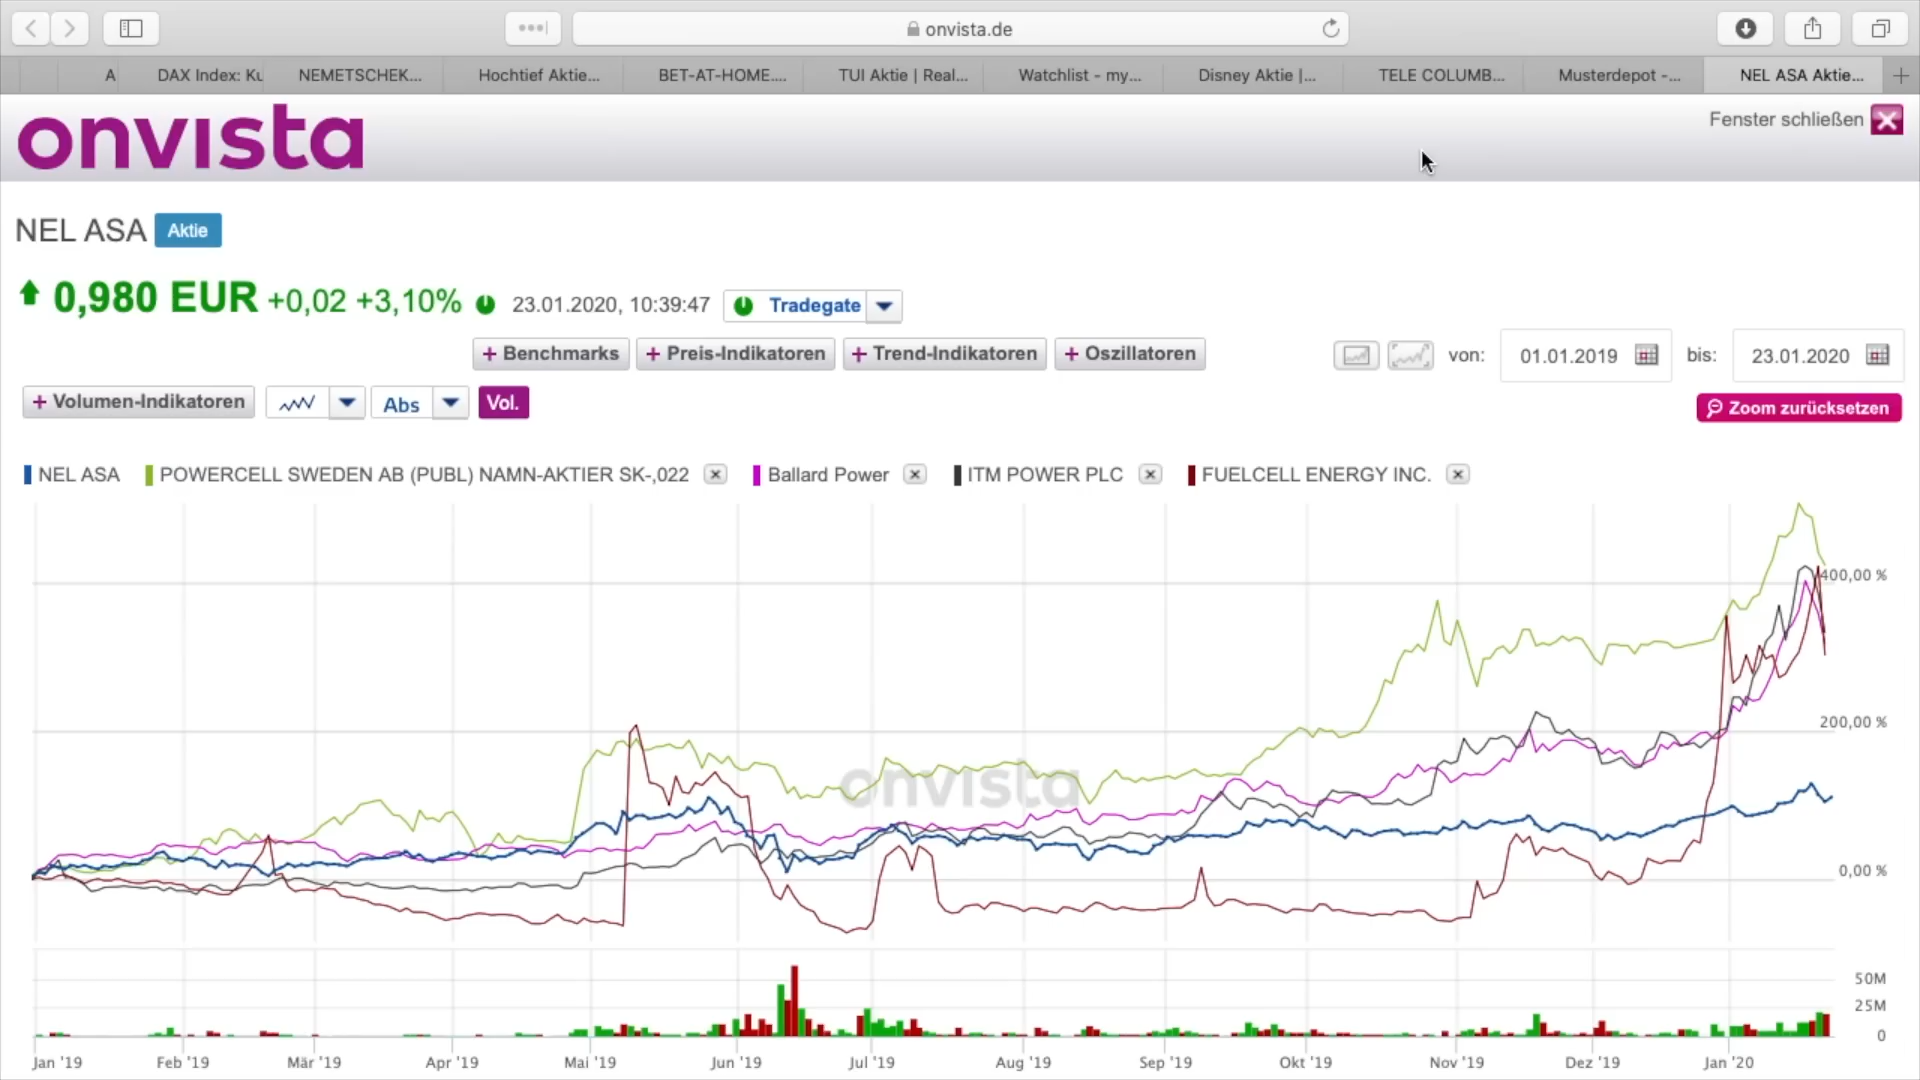 onvista.de
A
DAX Index: Ku
NEMETSCHEK...
Hochtief Aktie...
BET-AT-HOME....
TUI Aktie | Real...
Watchlist - my...
Disney Aktie |...
TELE COLUMB...
Musterdepot -...
NEL ASA Aktie...
onvista
Fenster schließen
NEL ASA Aktie
0,980 EUR +0,02 +3,10% 23.01.2020, 10:39:47 Tradegate
+ Benchmarks + Preis-Indikatoren + Trend-Indikatoren + Oszillatoren von: 01.01.2019 bis: 23.01.2020
+ Volumen-Indikatoren Abs Vol. Zoom zurücksetzen
NEL ASA POWERCELL SWEDEN AB (PUBL) NAMN-AKTIER SK-,022 Ballard Power ITM POWER PLC FUELCELL ENERGY INC.
400,00 %
200,00 %
onvista
0,00 %
50M
25M
0
Jan '19 Feb '19 Mär '19 Apr '19 Mai '19 Jun '19 Jul '19 Aug '19 Sep '19 Okt '19 Nov '19 Dez '19 Jan '20